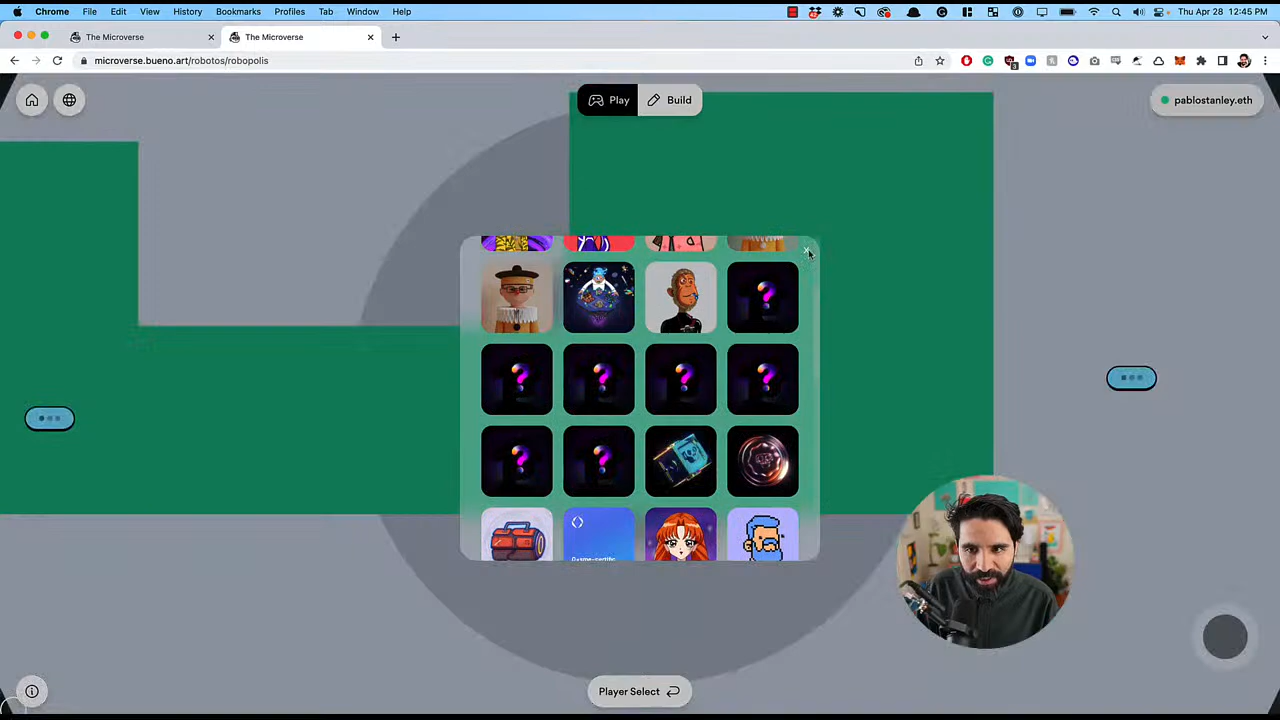 Chrome File Edit View History Bookmarks Profiles Tab Window Help
Thu Apr 28 12:45 PM
The Microverse
The Microverse
microverse.bueno.art/robotos/robopolis
Play
Build
pablostanley.eth
?
? ? ? ?
? ?
Player Select